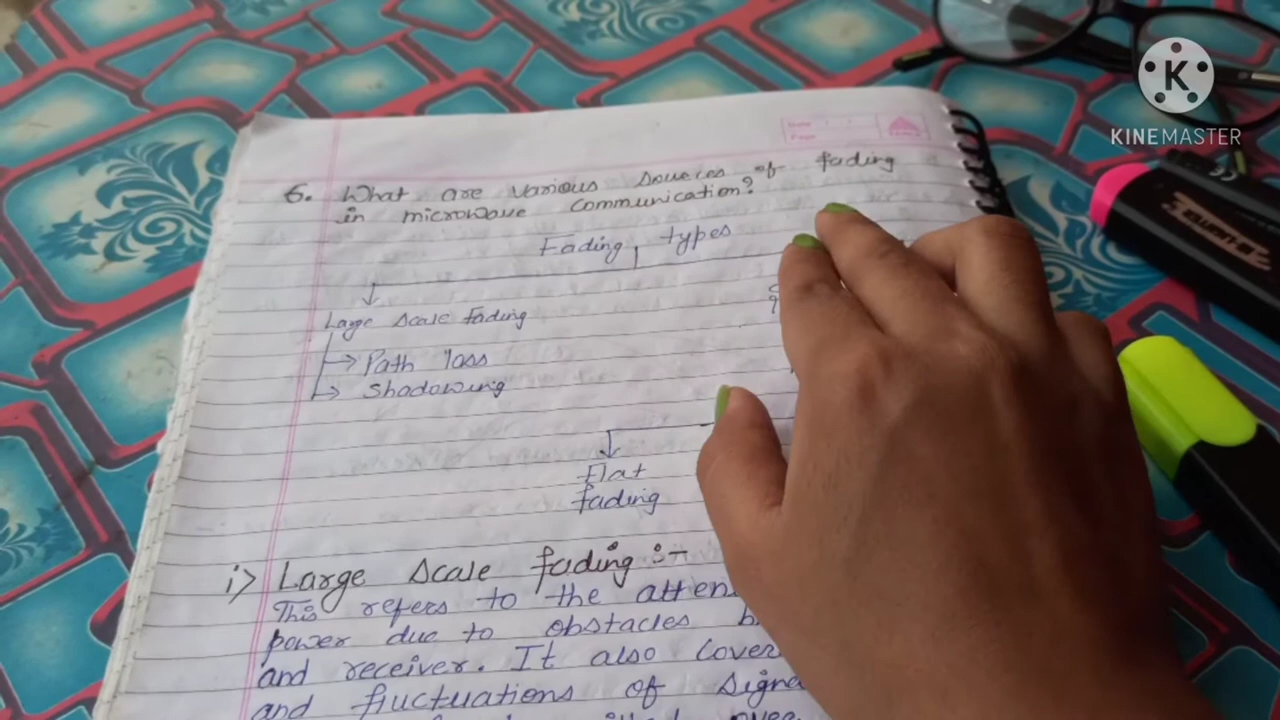 KINEMASTER
Date
Page
6. What are various sources of fading
in microwave communication?
Fading types
Large scale fading
→ Path loss
→ Shadowing
Flat
fading
i> Large scale fading :-
This refers to the atten
power due to obstacles b
and receiver. It also cover
and fluctuations of signa